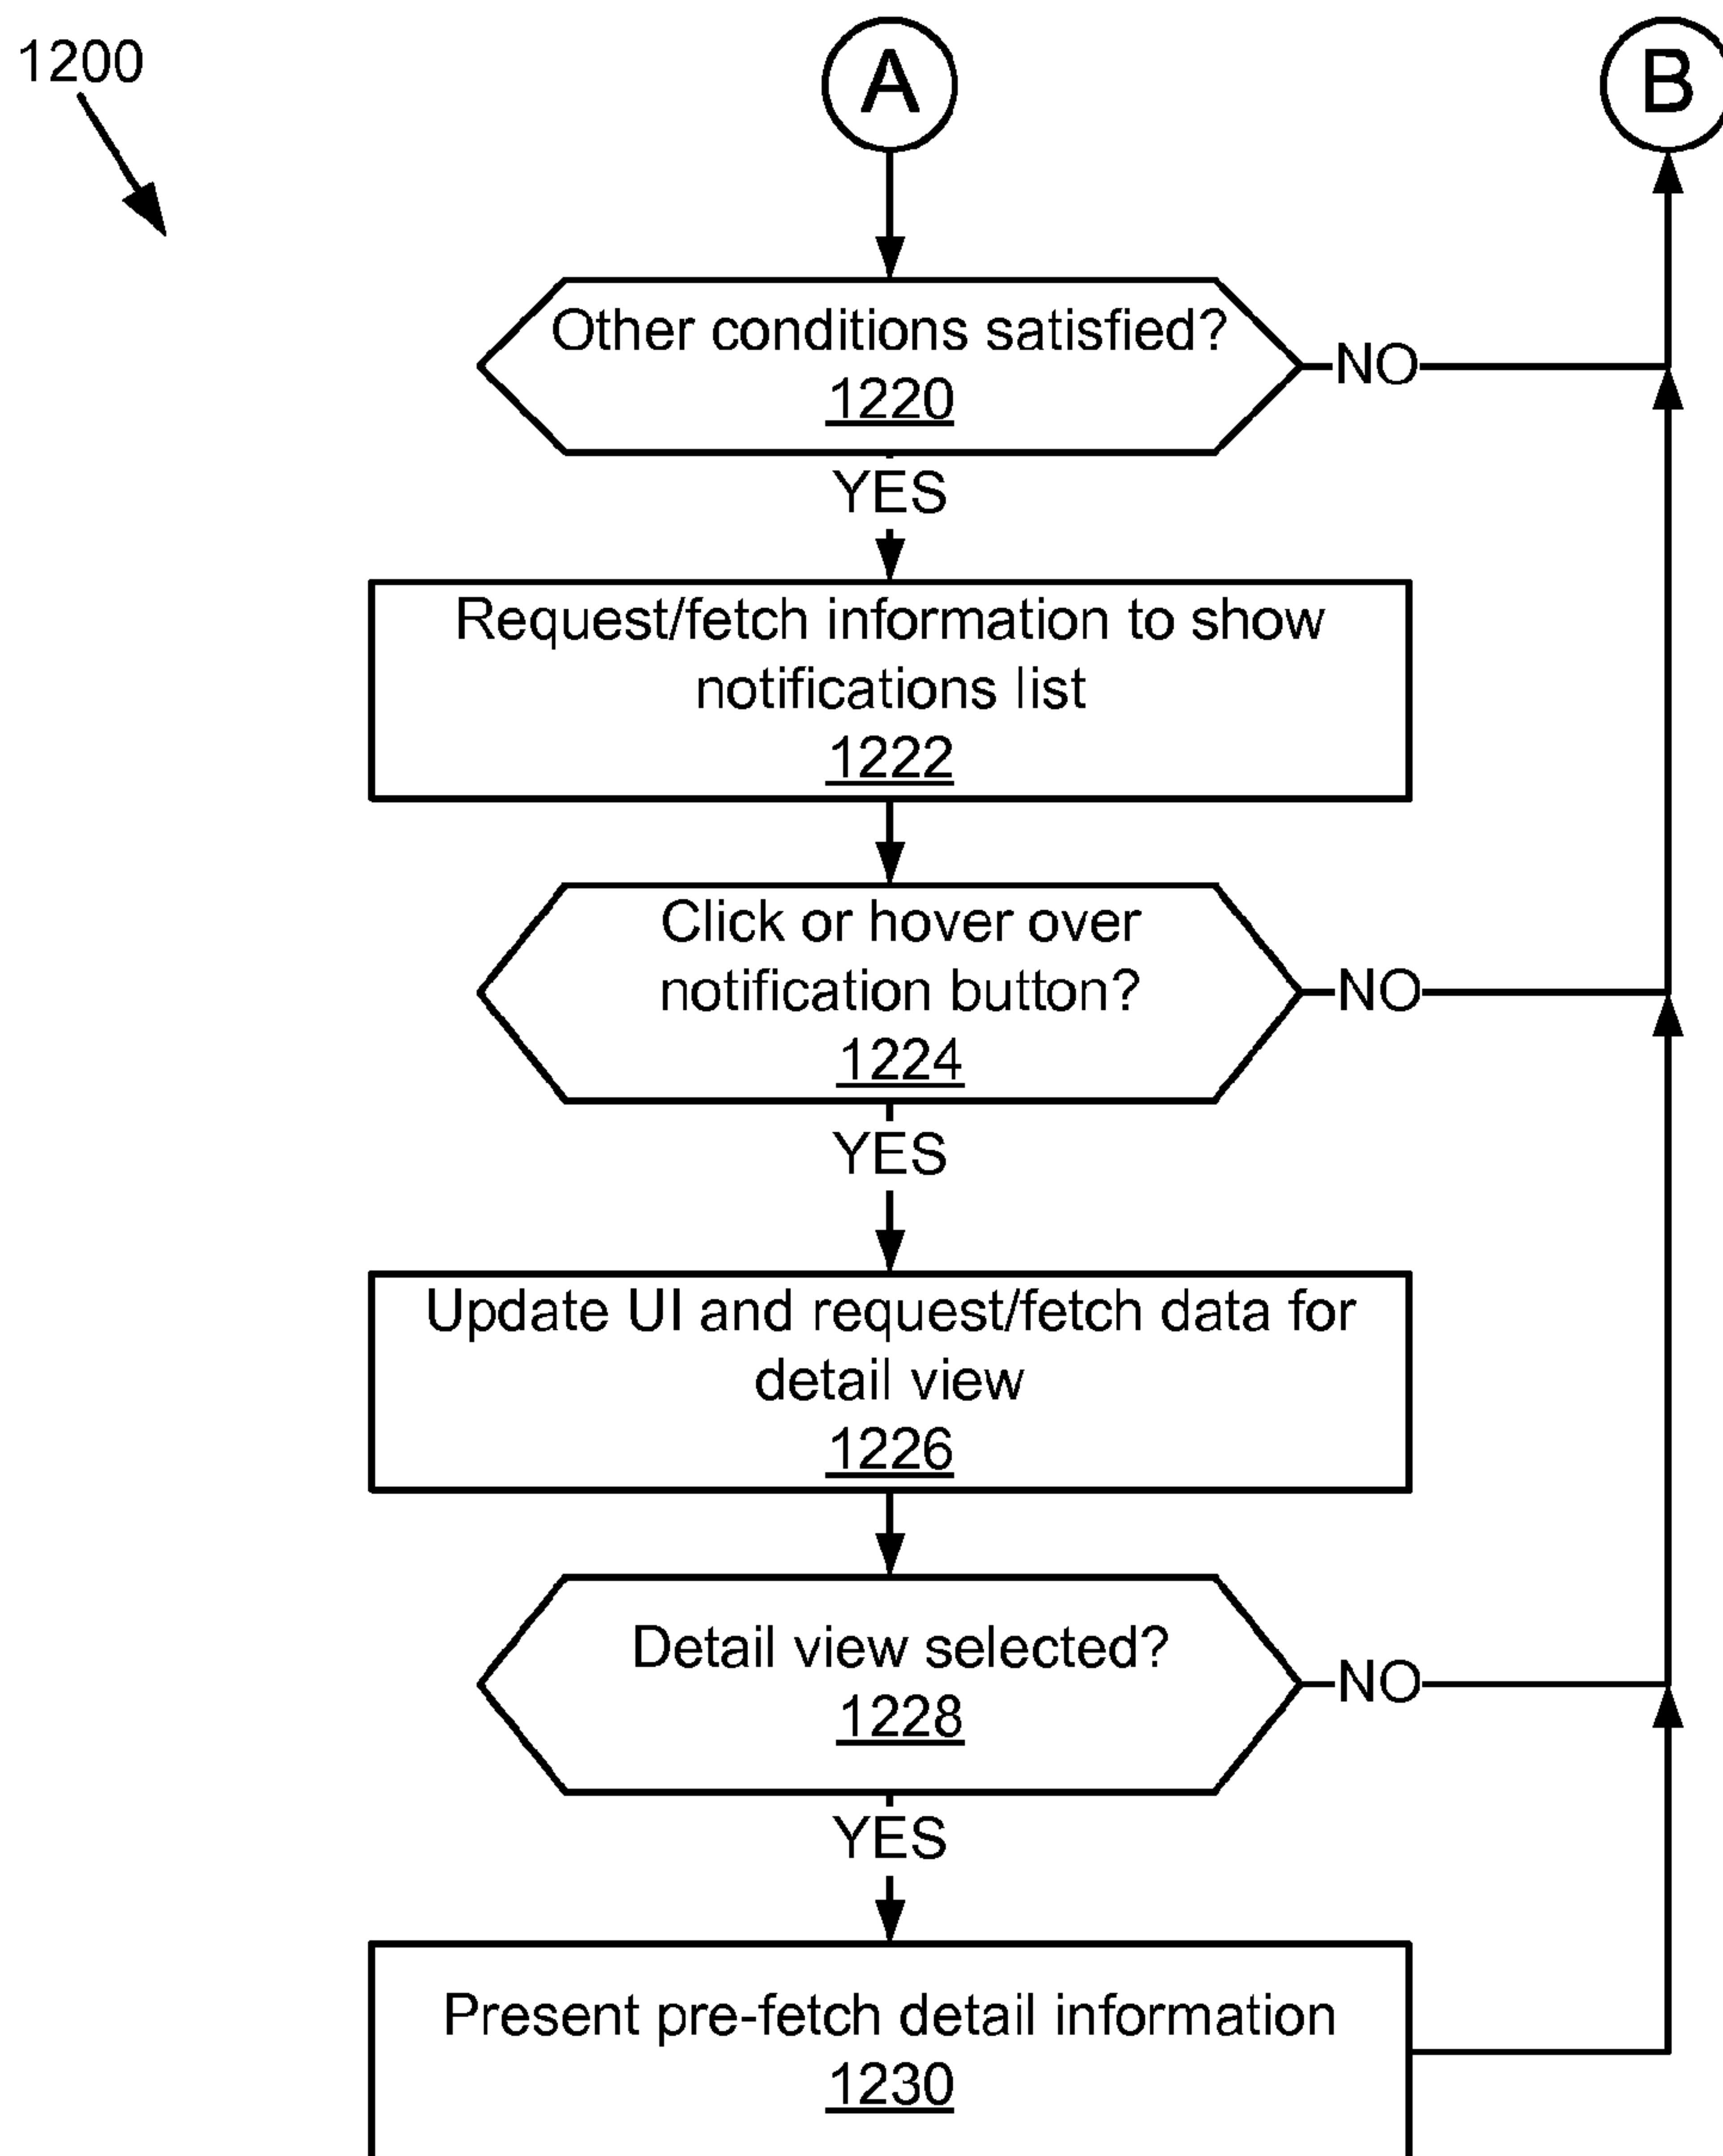 1200
A
B
Other conditions satisfied?
1220
NO
YES
Request/fetch information to show
notifications list
1222
Click or hover over
notification button?
1224
NO
YES
Update UI and request/fetch data for
detail view
1226
Detail view selected?
1228
NO
YES
Present pre-fetch detail information
1230